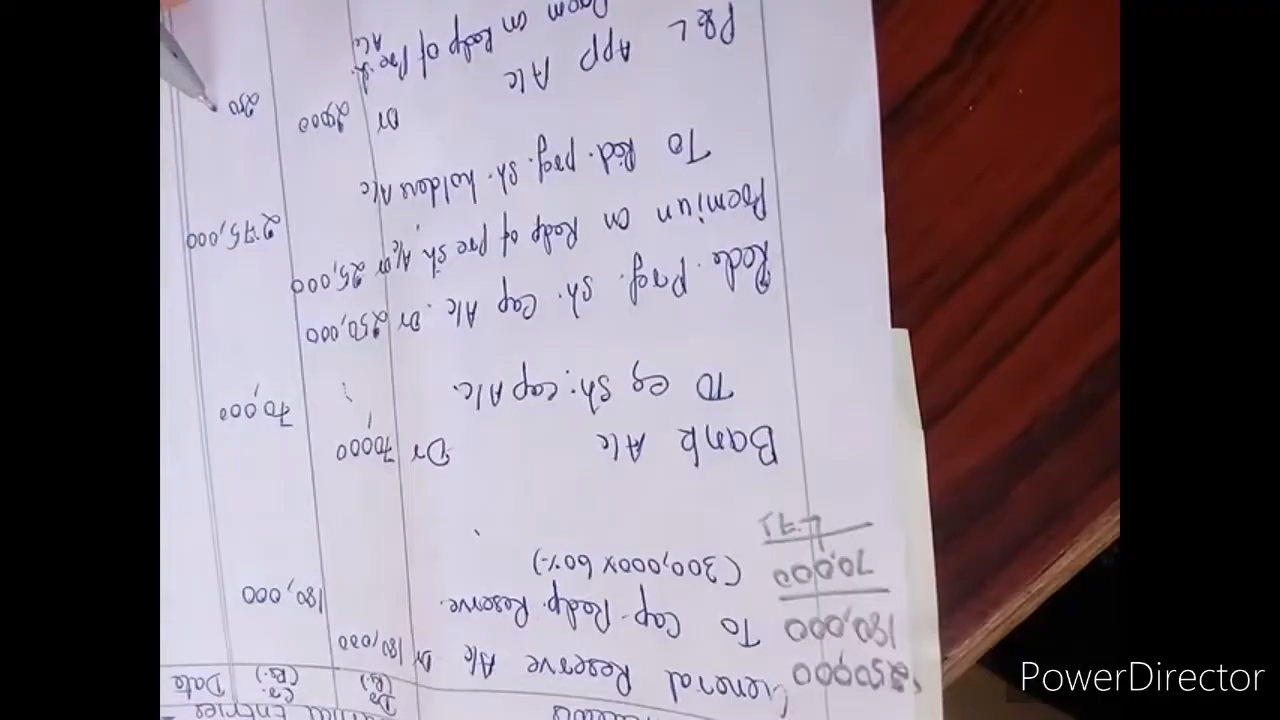 Journal Entries
Dr. (Rs.) Cr. (Rs.) Date
250,000 General Reserve A/c Dr 180,000
180,000 To Cap. Redp. Reserve. 180,000
70,000 (300,000x 60%)
Bank A/c Dr 70000
To Eq Sh. cap A/c. 70,000
Rede. Pref. Sh. Cap A/c. Dr 250,000
Premium on Redp of pre sh A/c Dr 25,000
To Red. pref. sh. holders A/c 275,000
P&L APP A/c Dr 25000
on Redp of Pre. sh. A/c 250
PowerDirector